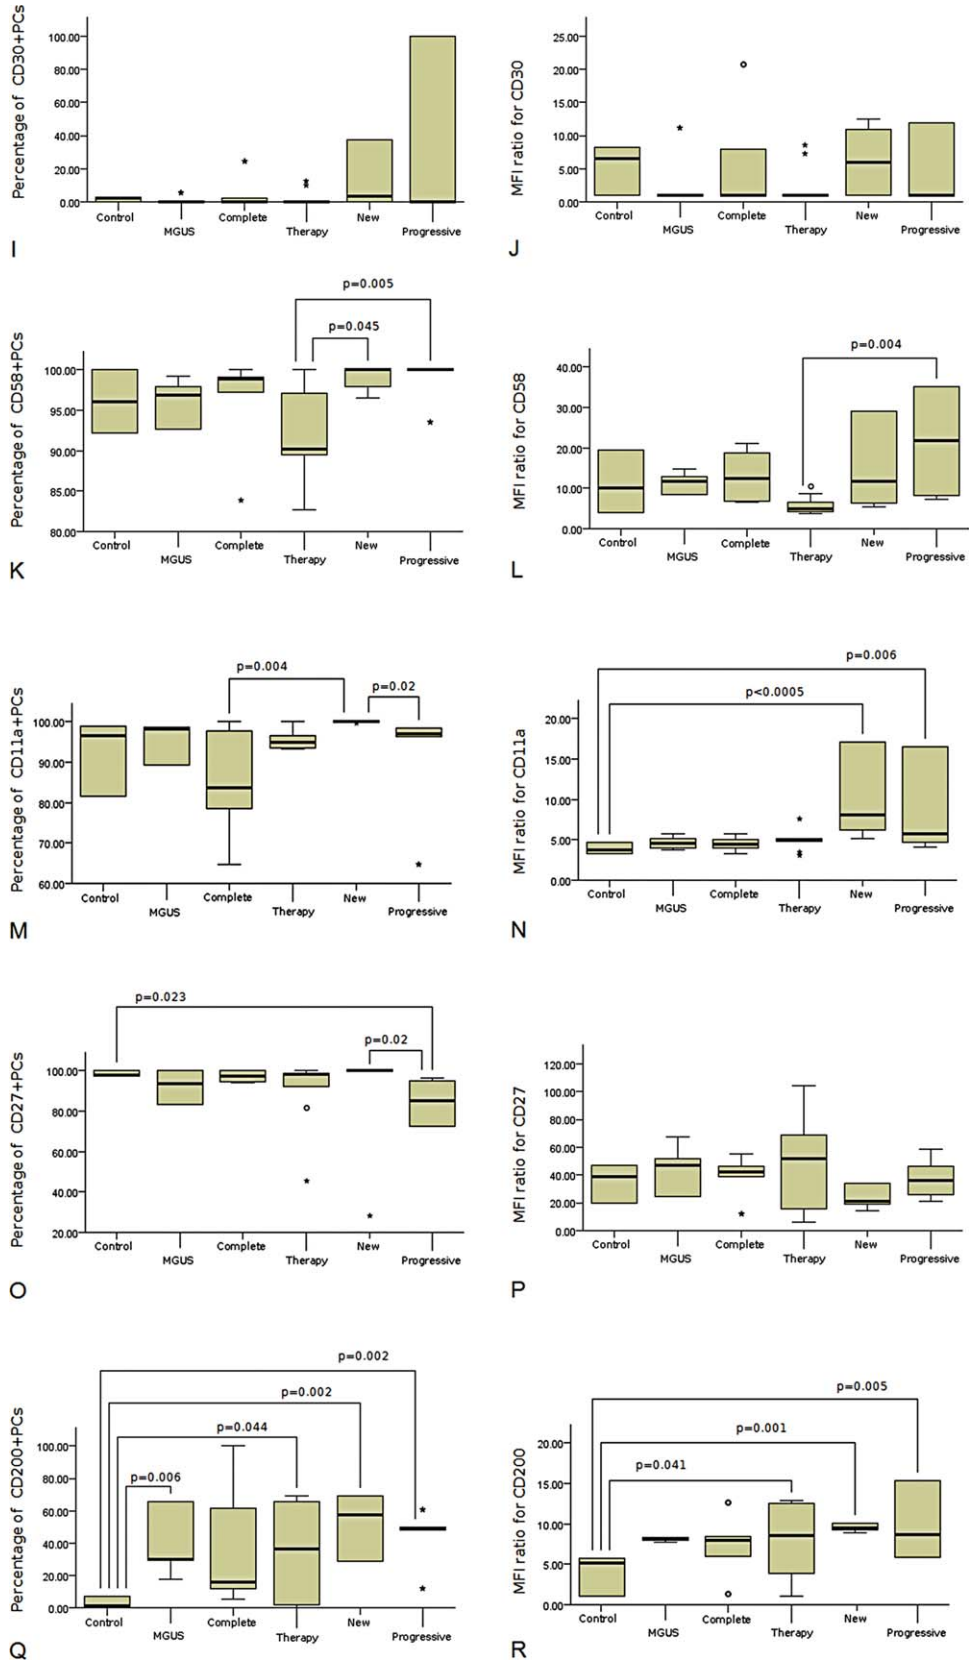 Percentage of CD30+PCs
100.00
80.00
60.00
40.00
20.00
0.00
Control
MGUS
Complete
Therapy
New
Progressive
I
MFI ratio for CD30
25.00
20.00
15.00
10.00
5.00
0.00
Control
MGUS
Complete
Therapy
New
Progressive
J
p=0.005
p=0.045
Percentage of CD58+PCs
100.00
95.00
90.00
85.00
80.00
Control
MGUS
Complete
Therapy
New
Progressive
K
p=0.004
MFI ratio for CD58
40.00
30.00
20.00
10.00
0.00
Control
MGUS
Complete
Therapy
New
Progressive
L
p=0.004
p=0.02
Percentage of CD11a+PCs
100.00
90.00
80.00
70.00
60.00
Control
MGUS
Complete
Therapy
New
Progressive
M
p=0.006
p<0.0005
MFI ratio for CD11a
20.00
15.00
10.00
5.00
0.00
Control
MGUS
Complete
Therapy
New
Progressive
N
p=0.023
p=0.02
Percentage of CD27+PCs
100.00
80.00
60.00
40.00
20.00
Control
MGUS
Complete
Therapy
New
Progressive
O
MFI ratio for CD27
120.00
100.00
80.00
60.00
40.00
20.00
0.00
Control
MGUS
Complete
Therapy
New
Progressive
P
p=0.002
p=0.002
p=0.044
p=0.006
Percentage of CD200+PCs
100.00
80.00
60.00
40.00
20.00
0.00
Control
MGUS
Complete
Therapy
New
Progressive
Q
p=0.005
p=0.001
p=0.041
MFI ratio for CD200
20.00
15.00
10.00
5.00
0.00
Control
MGUS
Complete
Therapy
New
Progressive
R